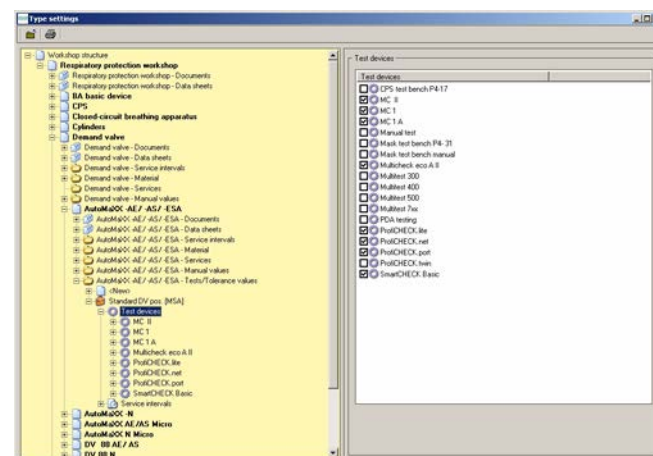 Type settings
Workshop structure
Respiratory protection workshop
Respiratory protection workshop - Documents
Respiratory protection workshop - Data sheets
BA basic device
CPS
Closed-circuit breathing apparatus
Cylinders
Demand valve
Demand valve - Documents
Demand valve - Data sheets
Demand valve - Service intervals
Demand valve - Material
Demand valve - Services
Demand valve - Manual values
AutoMaXX -AE/ -AS/ -ESA
AutoMaXX -AE/ -AS/ -ESA - Documents
AutoMaXX -AE/ -AS/ -ESA - Data sheets
AutoMaXX -AE/ -AS/ -ESA - Service intervals
AutoMaXX -AE/ -AS/ -ESA - Material
AutoMaXX -AE/ -AS/ -ESA - Services
AutoMaXX -AE/ -AS/ -ESA - Manual values
AutoMaXX -AE/ -AS/ -ESA - Tests/Tolerance values
<New>
Standard DV pos. [MSA]
Test devices
MC II
MC 1
MC 1 A
Multicheck eco A II
ProfiCHECK.lite
ProfiCHECK.net
ProfiCHECK.port
SmartCHECK Basic
Service intervals
AutoMaXX -N
AutoMaXX AE/AS Micro
AutoMaXX N Micro
DV 88 AE/ AS
DV 88 N
Test devices
Test devices
CPS test bench P4-17
MC II
MC 1
MC 1 A
Manual test
Mask test bench P4- 31
Mask test bench manual
Multicheck eco A II
Multitest 300
Multitest 400
Multitest 500
Multitest 7xx
PDA testing
ProfiCHECK.lite
ProfiCHECK.net
ProfiCHECK.port
ProfiCHECK.twin
SmartCHECK Basic